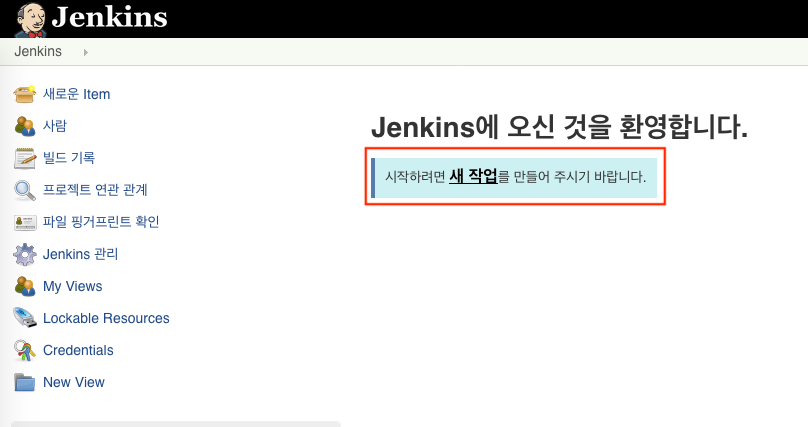 Jenkins
Jenkins
새로운 Item
사람
빌드 기록
프로젝트 연관 관계
파일 핑거프린트 확인
Jenkins 관리
My Views
Lockable Resources
Credentials
New View
Jenkins에 오신 것을 환영합니다.
시작하려면 새 작업를 만들어 주시기 바랍니다.